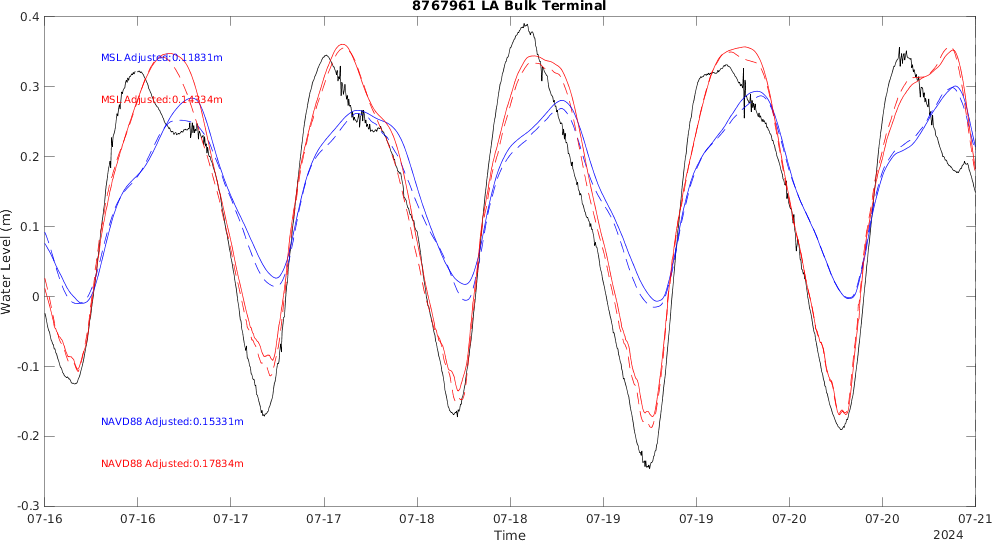 8767961 LA Bulk Terminal
0.4
MSL Adjusted:0.11831m
0.3
MSL Adjusted:0.14334m
0.2
0.1
Water Level (m)
0
-0.1
-0.2
NAVD88 Adjusted:0.15331m
NAVD88 Adjusted:0.17834m
-0.3
07-16 07-16 07-17 07-17 07-18 07-18 07-19 07-19 07-20 07-20 07-21
Time 2024